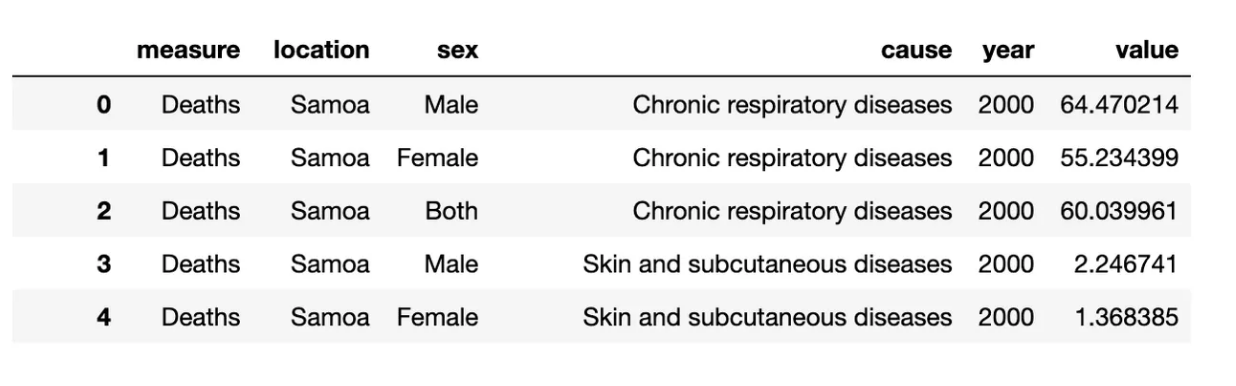 measure location sex cause year value
0 Deaths Samoa Male Chronic respiratory diseases 2000 64.470214
1 Deaths Samoa Female Chronic respiratory diseases 2000 55.234399
2 Deaths Samoa Both Chronic respiratory diseases 2000 60.039961
3 Deaths Samoa Male Skin and subcutaneous diseases 2000 2.246741
4 Deaths Samoa Female Skin and subcutaneous diseases 2000 1.368385